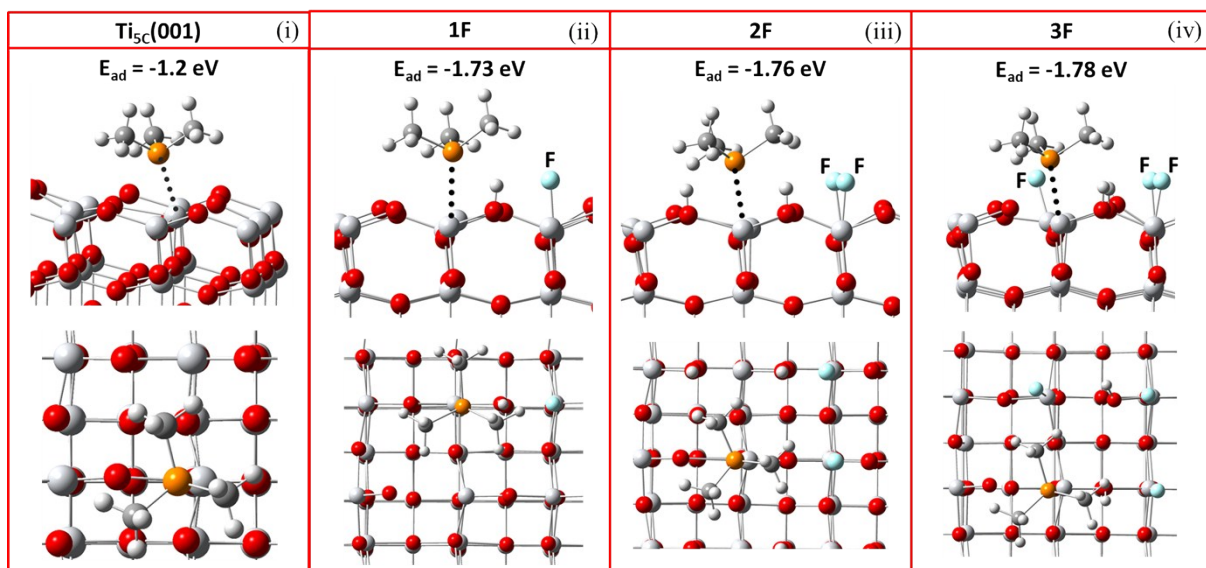 Ti5C(001) (i)
1F (ii)
2F (iii)
3F (iv)
Ead = -1.2 eV
Ead = -1.73 eV
Ead = -1.76 eV
Ead = -1.78 eV
F
F F
F F F